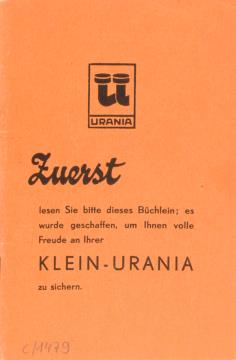 URANIA
Zuerst
lesen Sie bitte dieses Büchlein; es
wurde geschaffen, um Ihnen volle
Freude an Ihrer
KLEIN-URANIA
zu sichern.
c/1479